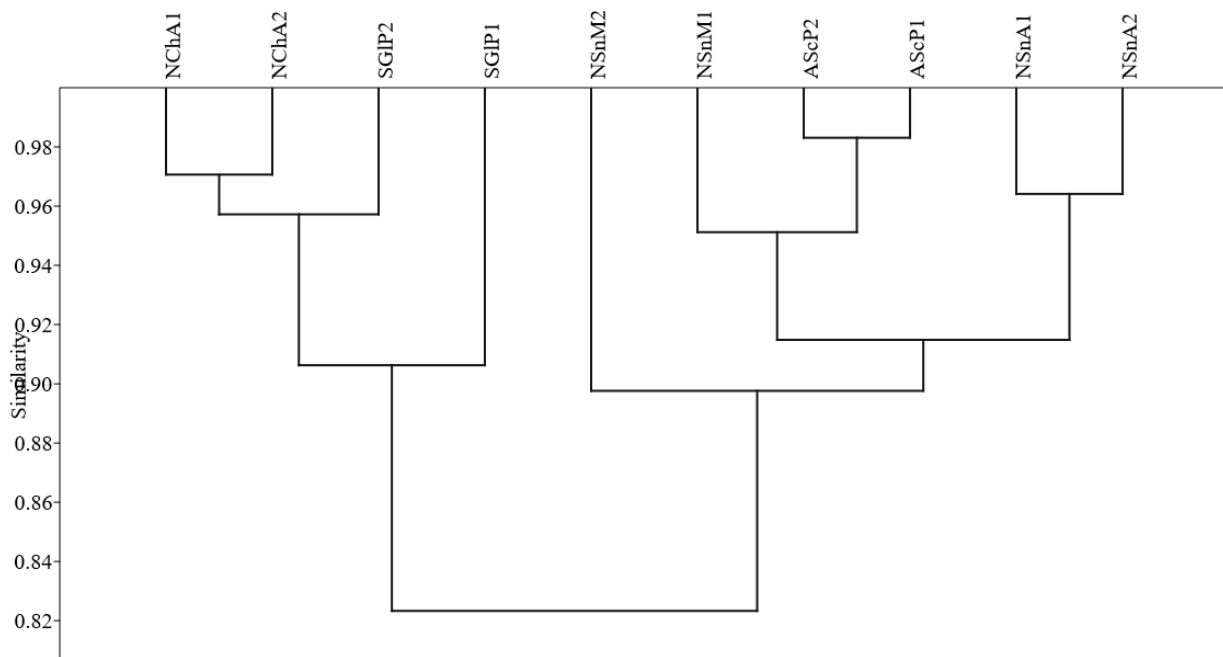 NChA1
NChA2
SGlP2
SGlP1
NSnM2
NSnM1
AScP2
AScP1
NSnA1
NSnA2
0.98
0.96
0.94
0.92
0.90
0.88
0.86
0.84
0.82
Similarity